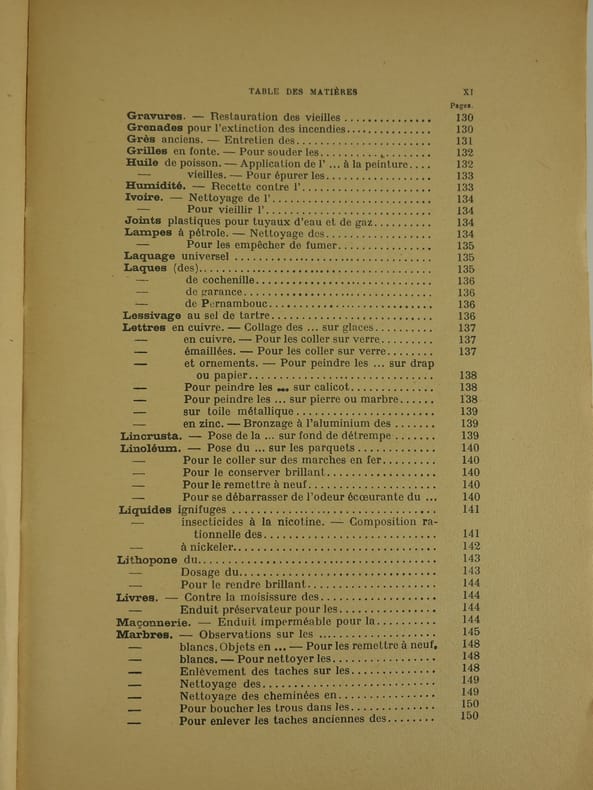 TABLE DES MATIÈRES XI
Pages.
Gravures. — Restauration des vieilles ............... 130
Grenades pour l'extinction des incendies............... 130
Grès anciens. — Entretien des........................ 131
Grilles en fonte. — Pour souder les................... 132
Huile de poisson. — Application de l' ... à la peinture.... 132
— vieilles. — Pour épurer les.................. 133
Humidité. — Recette contre l'...................... 133
Ivoire. — Nettoyage de l'........................... 134
— Pour vieillir l'............................ 134
Joints plastiques pour tuyaux d'eau et de gaz.......... 134
Lampes à pétrole. — Nettoyage des.................. 134
— Pour les empêcher de fumer................ 135
Laquage universel ................................. 135
Laques (des)....................................... 135
— de cochenille.............................. 136
— de garance................................ 136
— de Pernambouc............................ 136
Lessivage au sel de tartre........................... 136
Lettres en cuivre. — Collage des ... sur glaces.......... 137
— en cuivre. — Pour les coller sur verre......... 137
— émaillées. — Pour les coller sur verre........ 137
— et ornements. — Pour peindre les ... sur drap
ou papier................................ 138
— Pour peindre les ... sur calicot.............. 138
— Pour peindre les ... sur pierre ou marbre...... 138
— sur toile métallique........................ 139
— en zinc. — Bronzage à l'aluminium des ....... 139
Lincrusta. — Pose de la ... sur fond de détrempe ....... 139
Linoléum. — Pose du ... sur les parquets ............. 140
— Pour le coller sur des marches en fer......... 140
— Pour le conserver brillant................... 140
— Pour le remettre à neuf...................... 140
— Pour se débarrasser de l'odeur écœurante du ... 140
Liquides ignifuges ................................. 141
— insecticides à la nicotine. — Composition ra-
tionnelle des............................. 141
— à nickeler.................................. 142
Lithopone du....................................... 143
— Dosage du................................. 143
— Pour le rendre brillant...................... 144
Livres. — Contre la moisissure des................... 144
— Enduit préservateur pour les................ 144
Maçonnerie. — Enduit imperméable pour la.......... 144
Marbres. — Observations sur les .................... 145
— blancs. Objets en ... — Pour les remettre à neuf. 148
— blancs. — Pour nettoyer les.................. 148
— Enlèvement des taches sur les............... 148
— Nettoyage des............................. 149
— Nettoyage des cheminées en................ 149
— Pour boucher les trous dans les.............. 150
— Pour enlever les taches anciennes des........ 150